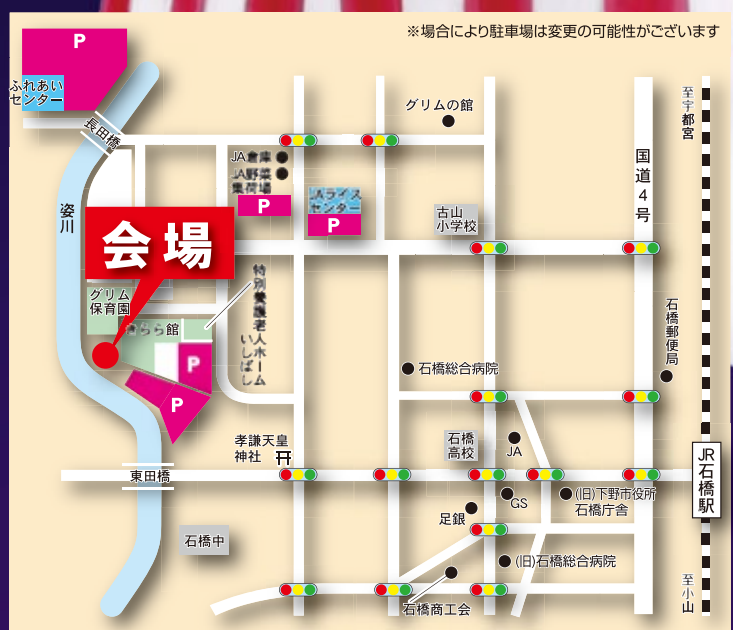 ※場合により駐車場は変更の可能性がございます
P
ふれあい
センター
長田橋
グリムの館
至宇都宮
国道4号
JA倉庫
JA野菜
集荷場
P
JAライス
センター
P
姿川
古山
小学校
会場
グリム
保育園
きらら館
特別養護老人ホーム
いしばし
P
P
石橋郵便局
石橋総合病院
孝謙天皇
神社
石橋
高校
JA
JR石橋駅
東田橋
GS
(旧)下野市役所
石橋庁舎
足銀
石橋中
(旧)石橋総合病院
石橋商工会
至小山